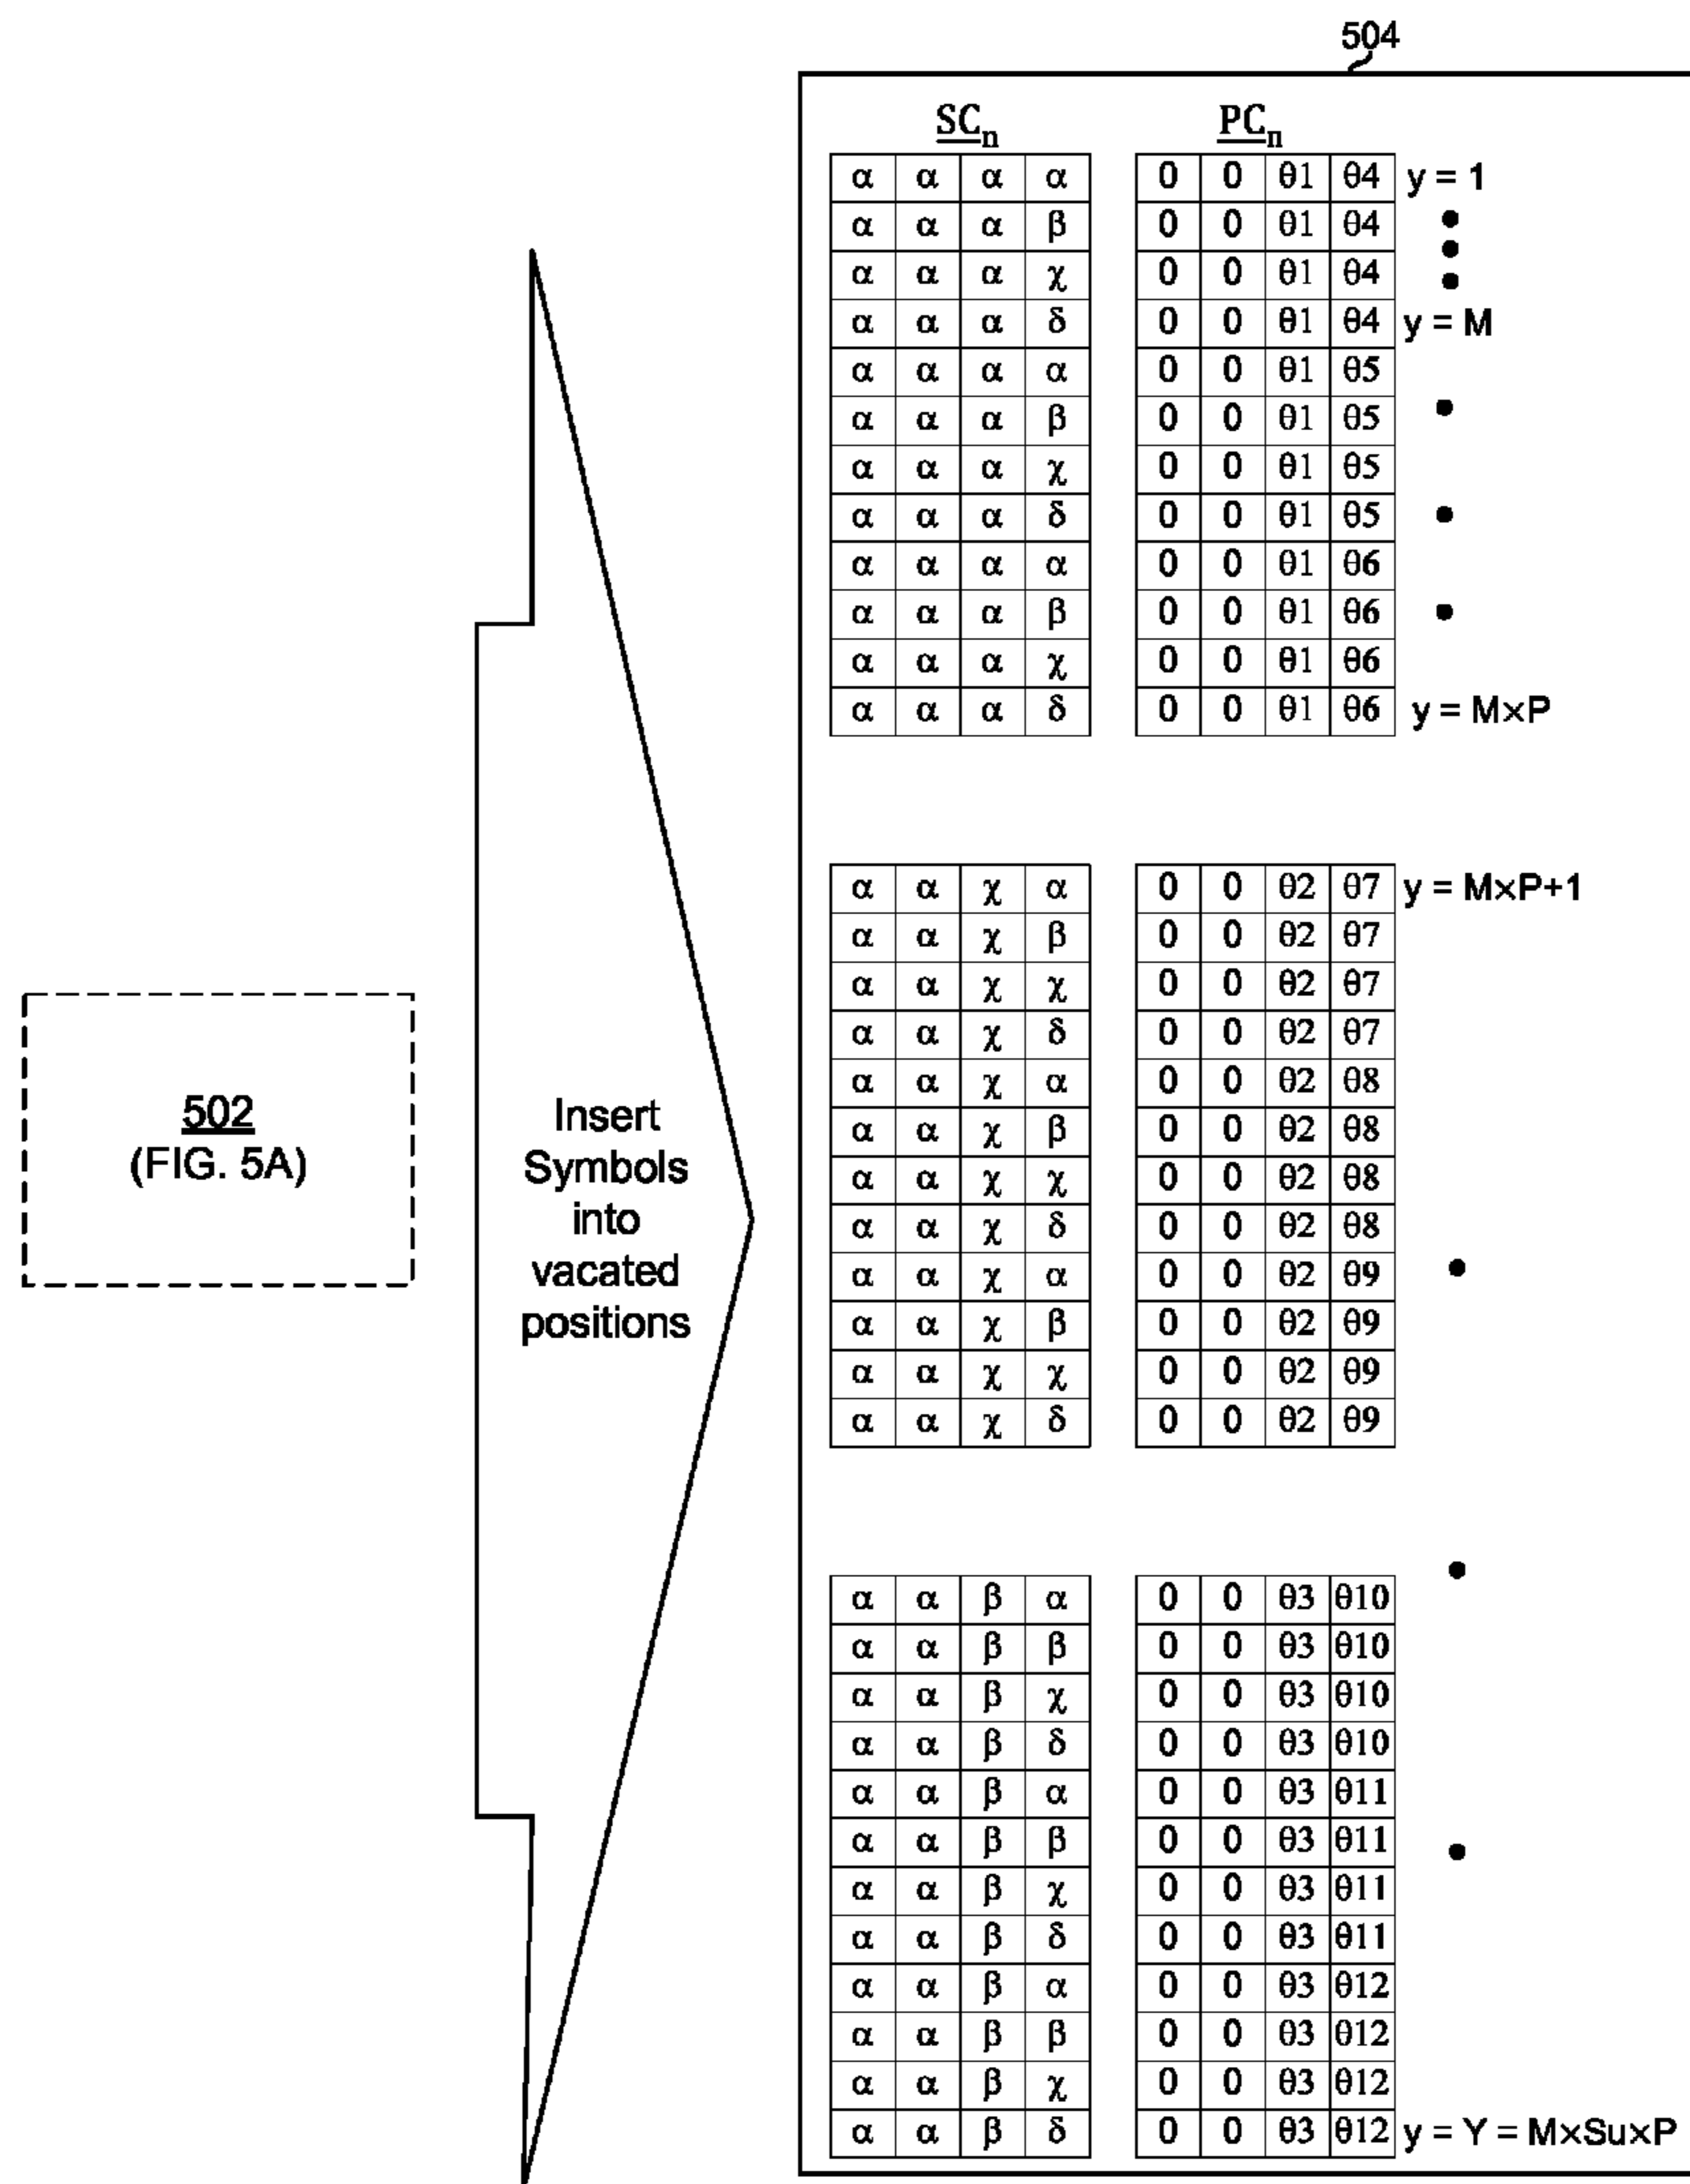 504
SCn PCn
α α α α 0 0 θ1 θ4 y = 1
α α α β 0 0 θ1 θ4
α α α χ 0 0 θ1 θ4
α α α δ 0 0 θ1 θ4 y = M
α α α α 0 0 θ1 θ5
α α α β 0 0 θ1 θ5
α α α χ 0 0 θ1 θ5
α α α δ 0 0 θ1 θ5
α α α α 0 0 θ1 θ6
α α α β 0 0 θ1 θ6
α α α χ 0 0 θ1 θ6
α α α δ 0 0 θ1 θ6 y = M×P
α α χ α 0 0 θ2 θ7 y = M×P+1
α α χ β 0 0 θ2 θ7
α α χ χ 0 0 θ2 θ7
α α χ δ 0 0 θ2 θ7
α α χ α 0 0 θ2 θ8
α α χ β 0 0 θ2 θ8
α α χ χ 0 0 θ2 θ8
α α χ δ 0 0 θ2 θ8
α α χ α 0 0 θ2 θ9
α α χ β 0 0 θ2 θ9
α α χ χ 0 0 θ2 θ9
α α χ δ 0 0 θ2 θ9
α α β α 0 0 θ3 θ10
α α β β 0 0 θ3 θ10
α α β χ 0 0 θ3 θ10
α α β δ 0 0 θ3 θ10
α α β α 0 0 θ3 θ11
α α β β 0 0 θ3 θ11
α α β χ 0 0 θ3 θ11
α α β δ 0 0 θ3 θ11
α α β α 0 0 θ3 θ12
α α β β 0 0 θ3 θ12
α α β χ 0 0 θ3 θ12
α α β δ 0 0 θ3 θ12 y = Y = M×Su×P
502
(FIG. 5A)
Insert
Symbols
into
vacated
positions